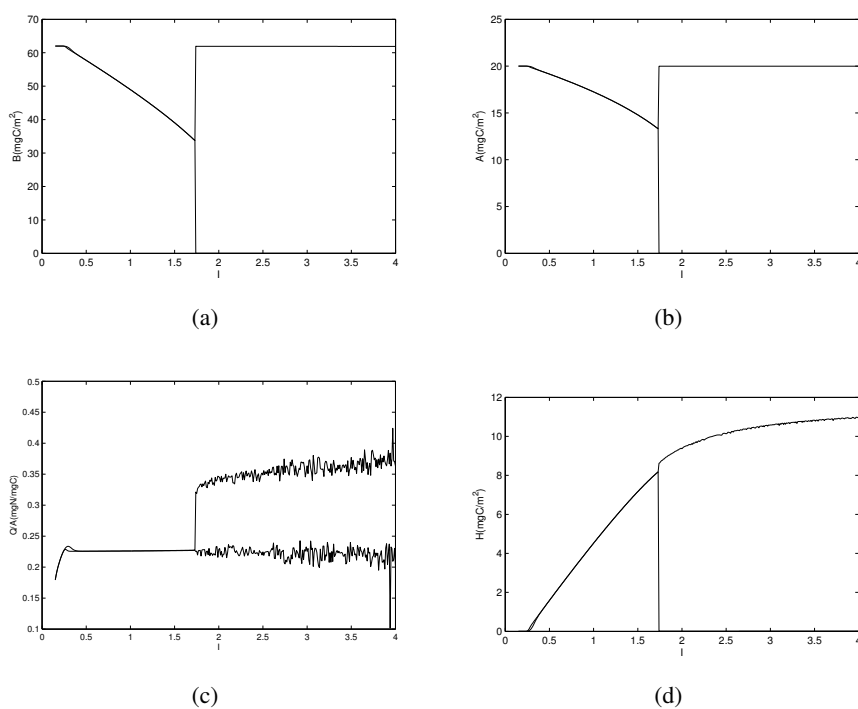 70
60
50
40
30
20
10
0
B(mgC/m²)
0 0.5 1 1.5 2 2.5 3 3.5 4
I
(a)
25
20
15
10
5
0
A(mgC/m²)
0 0.5 1 1.5 2 2.5 3 3.5 4
I
(b)
0.5
0.45
0.4
0.35
0.3
0.25
0.2
0.15
0.1
Q/A(mgN/mgC)
0 0.5 1 1.5 2 2.5 3 3.5 4
I
(c)
12
10
8
6
4
2
0
H(mgC/m²)
0 0.5 1 1.5 2 2.5 3 3.5 4
I
(d)